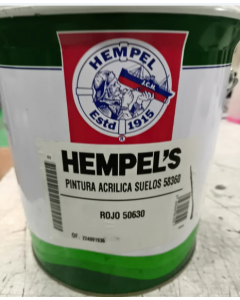 HEMPEL
J.C.H.
Estd 1915
HEMPEL'S
PINTURA ACRILICA SUELOS 58360
ROJO 50630